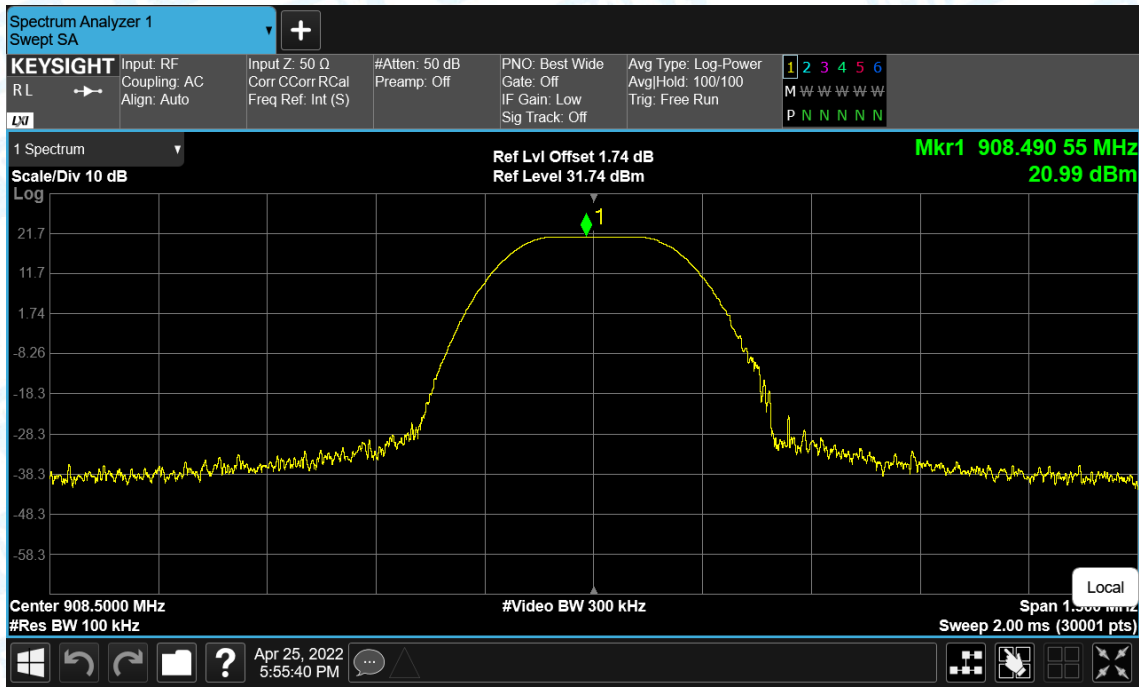 Spectrum Analyzer 1
Swept SA
+
KEYSIGHT
R L
LXI
Input: RF
Coupling: AC
Align: Auto
Input Z: 50 Ω
Corr CCorr RCal
Freq Ref: Int (S)
#Atten: 50 dB
Preamp: Off
PNO: Best Wide
Gate: Off
IF Gain: Low
Sig Track: Off
Avg Type: Log-Power
Avg|Hold: 100/100
Trig: Free Run
1 2 3 4 5 6
M W W W W W
P N N N N N
1 Spectrum
Scale/Div 10 dB
Log
Ref Lvl Offset 1.74 dB
Ref Level 31.74 dBm
Mkr1 908.490 55 MHz
20.99 dBm
1
21.7
11.7
1.74
-8.26
-18.3
-28.3
-38.3
-48.3
-58.3
Local
Center 908.5000 MHz
#Video BW 300 kHz
Span
#Res BW 100 kHz
Sweep 2.00 ms (30001 pts)
?
Apr 25, 2022
5:55:40 PM